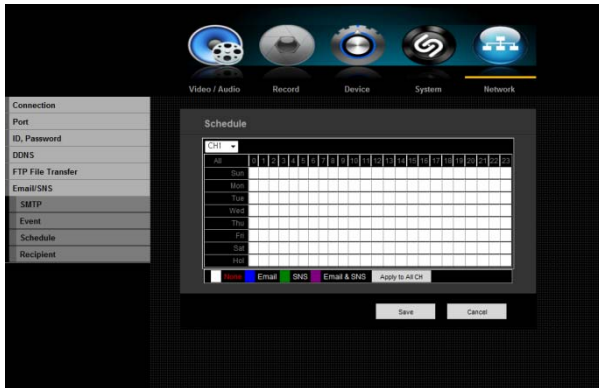 Video / Audio Record Device System Network
Connection
Port
ID, Password
DDNS
FTP File Transfer
Email/SNS
SMTP
Event
Schedule
Recipient
Schedule
CH1
All 0 1 2 3 4 5 6 7 8 9 10 11 12 13 14 15 16 17 18 19 20 21 22 23
Sun
Mon
Tue
Wed
Thu
Fri
Sat
Hol
None Email SNS Email & SNS Apply to All CH
Save Cancel